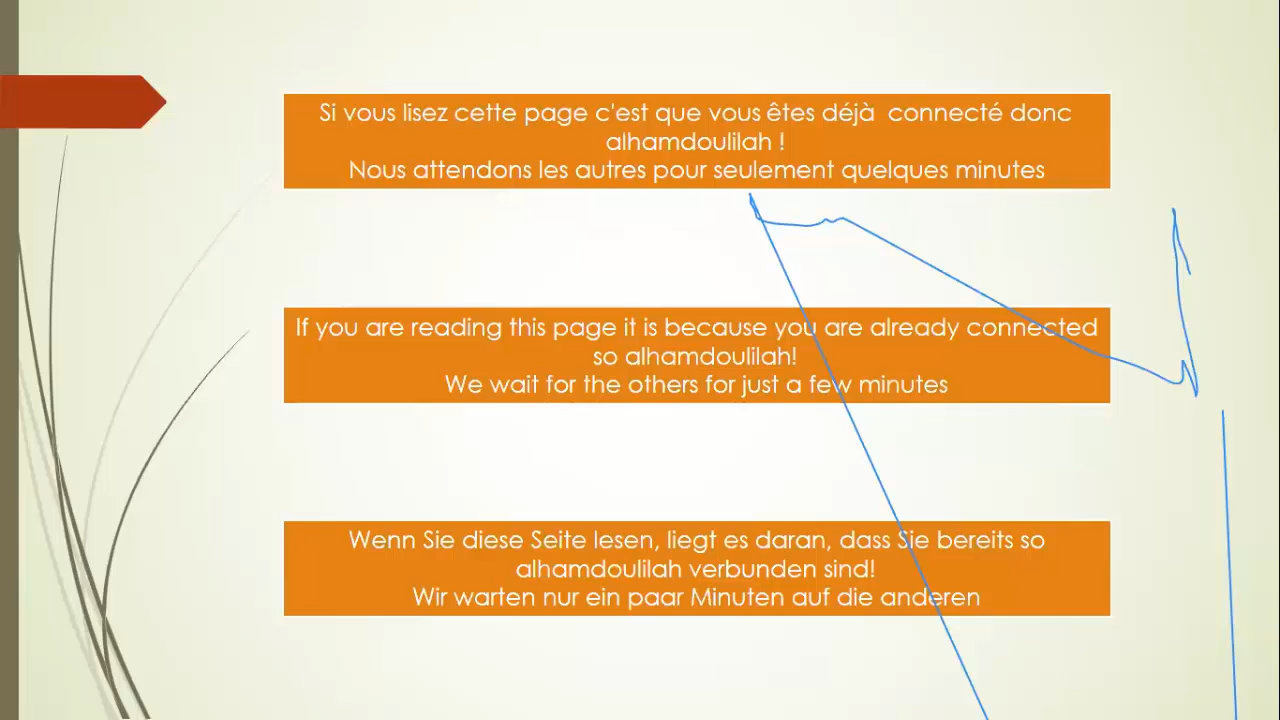 Si vous lisez cette page c'est que vous êtes déjà  connecté donc
alhamdoulilah !
Nous attendons les autres pour seulement quelques minutes
If you are reading this page it is because you are already connected
so alhamdoulilah!
We wait for the others for just a few minutes
Wenn Sie diese Seite lesen, liegt es daran, dass Sie bereits so
alhamdoulilah verbunden sind!
Wir warten nur ein paar Minuten auf die anderen